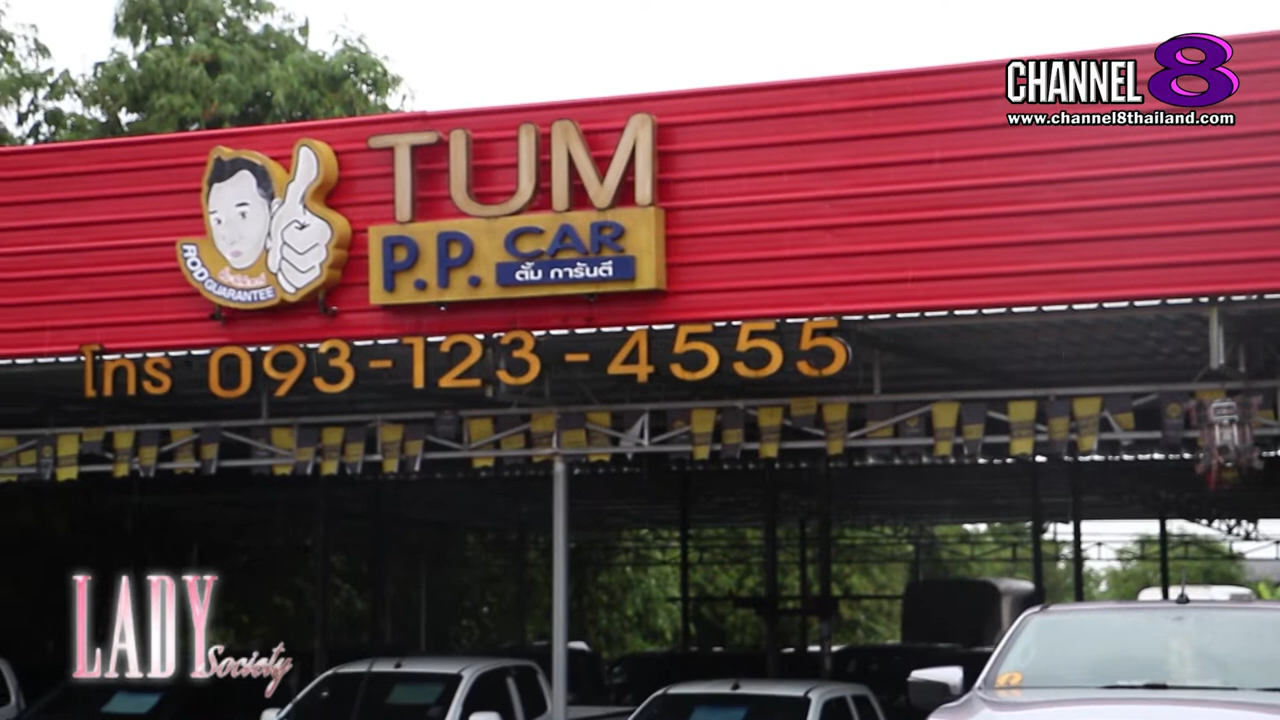 CHANNEL 8
www.channel8thailand.com
TUM
P.P. CAR
ตั้ม การันตี
ROD GUARANTEE
โทร 093-123-4555
LADY
Society